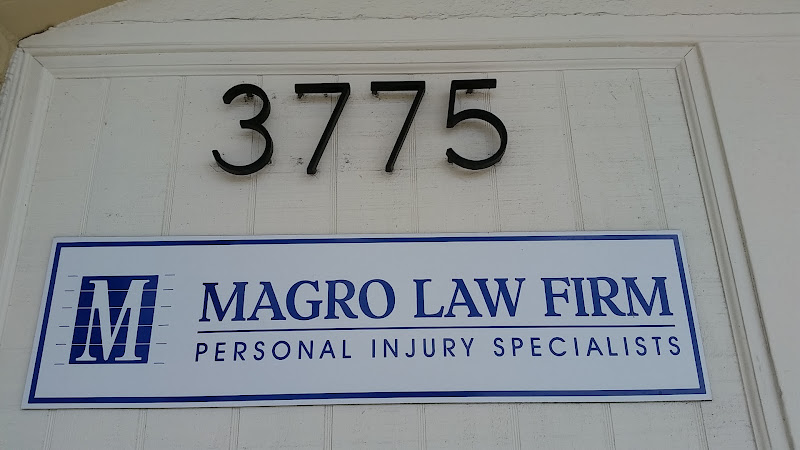 3775
M
MAGRO LAW FIRM
PERSONAL INJURY SPECIALISTS